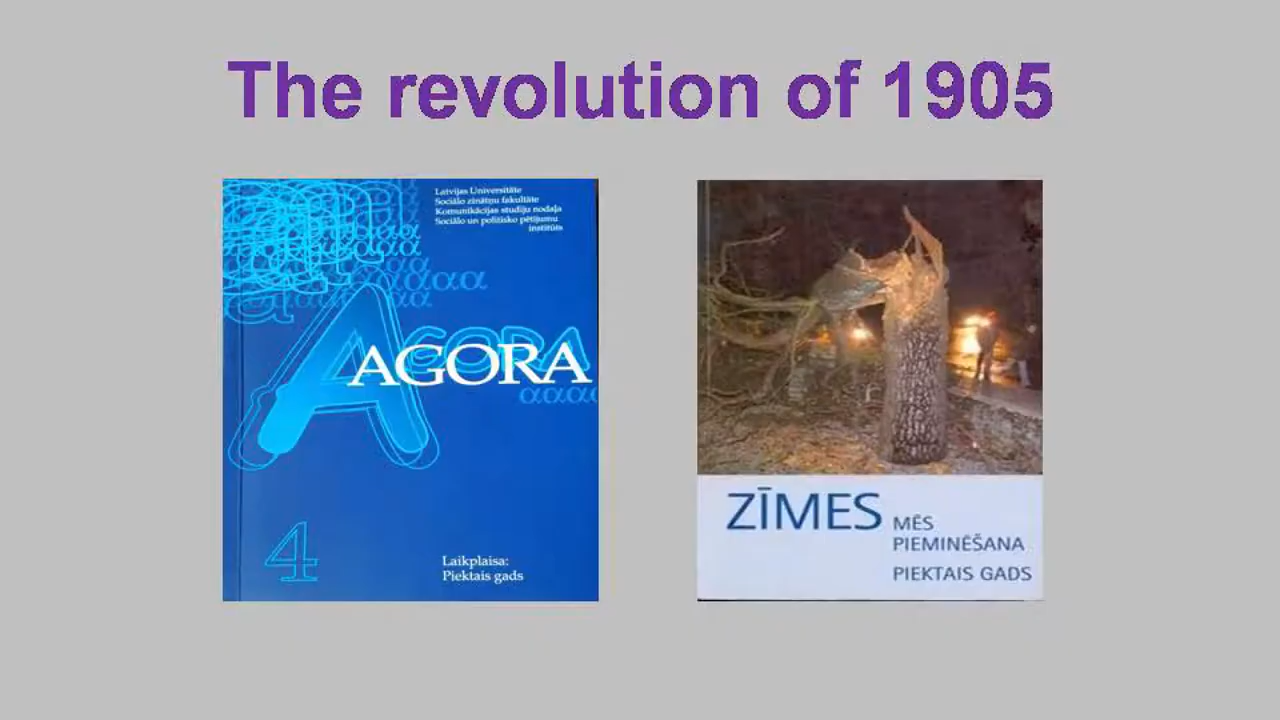 The revolution of 1905
Latvijas Universitāte
Sociālo zinātņu fakultāte
Komunikācijas studiju nodaļa
Sociālo un politisko pētījumu
institūts
AGORA
4
Laikplaisa:
Piektais gads
ZĪMES
MĒS
PIEMINĒŠANA
PIEKTAIS GADS